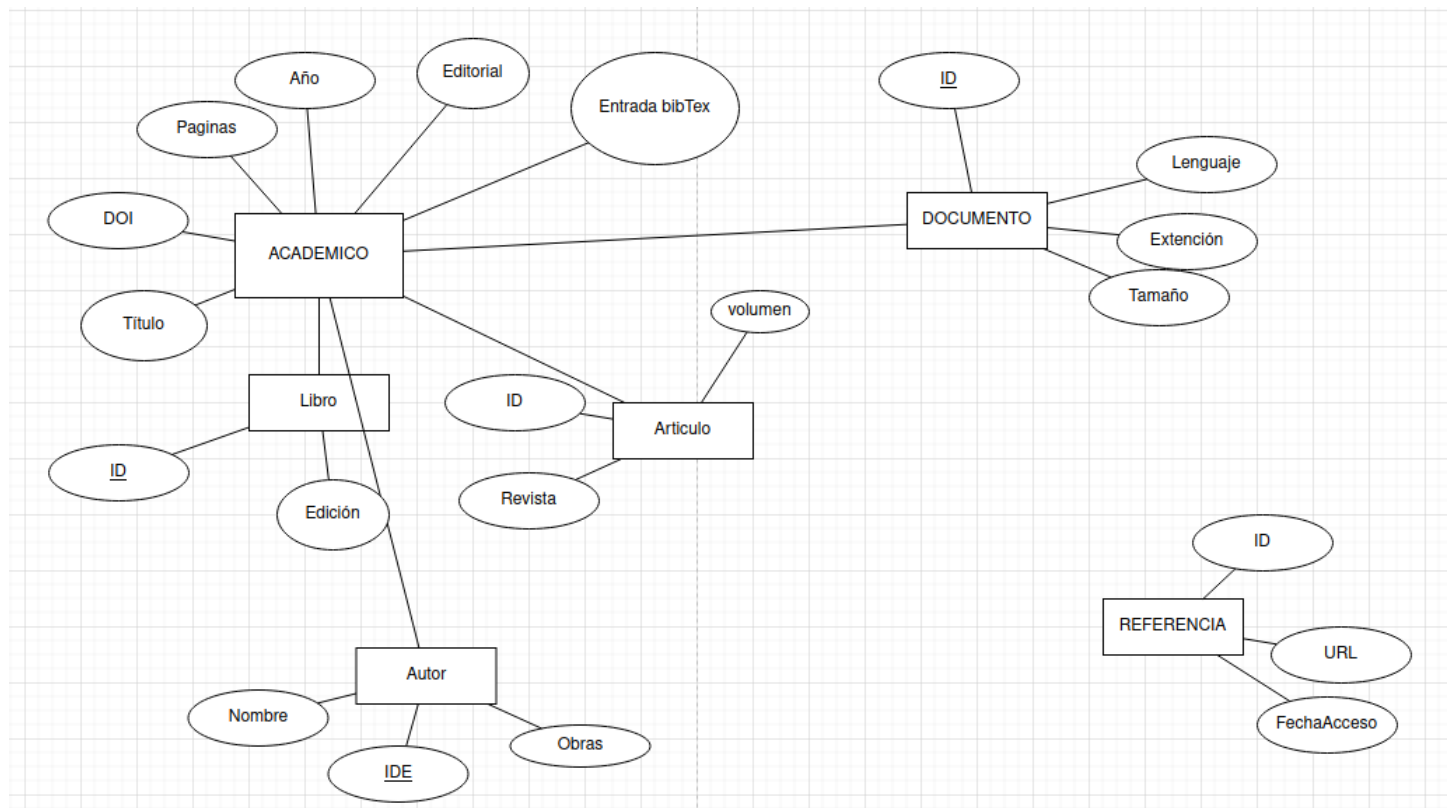 Año
Editorial
Entrada bibTex
ID
Paginas
Lenguaje
DOI
DOCUMENTO
ACADEMICO
Extención
Tamaño
Título
volumen
Libro
ID
Articulo
ID
Revista
Edición
ID
REFERENCIA
URL
Autor
Nombre
FechaAcceso
Obras
IDE